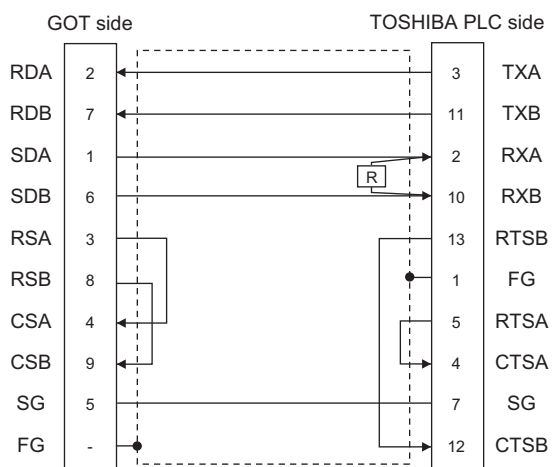 GOT side TOSHIBA PLC side
RDA 2 3 TXA
RDB 7 11 TXB
SDA 1 2 RXA
R
SDB 6 10 RXB
RSA 3 13 RTSB
RSB 8 1 FG
CSA 4 5 RTSA
CSB 9 4 CTSA
SG 5 7 SG
FG - 12 CTSB